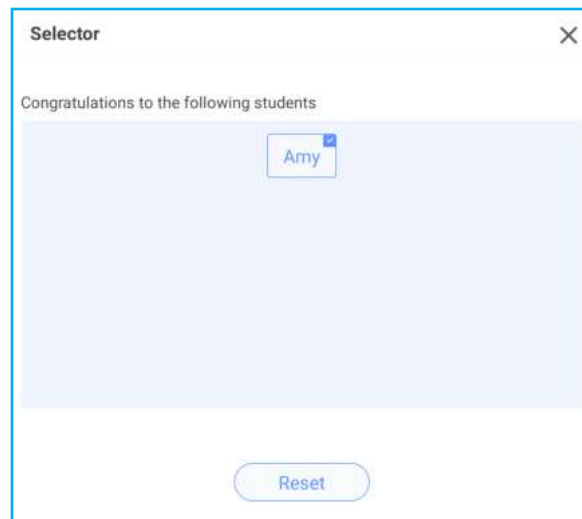 Selector
Congratulations to the following students
Amy
Reset